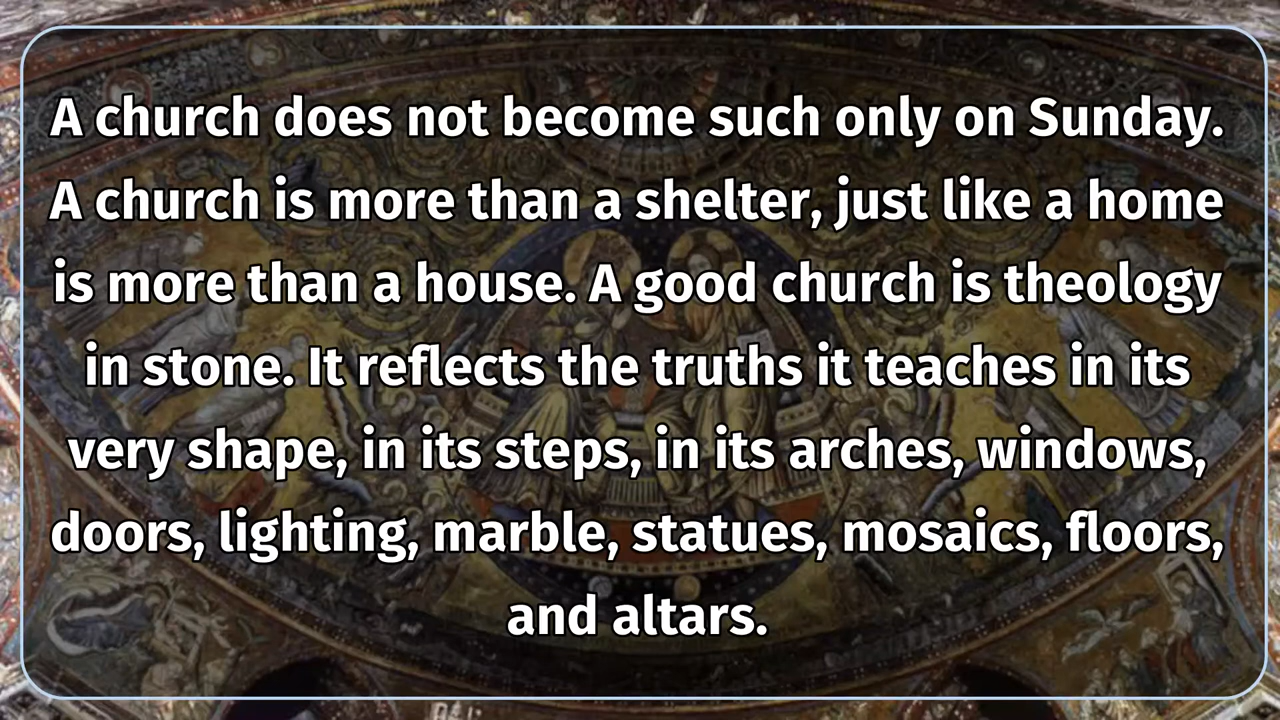 A church does not become such only on Sunday.
A church is more than a shelter, just like a home
is more than a house. A good church is theology
in stone. It reflects the truths it teaches in its
very shape, in its steps, in its arches, windows,
doors, lighting, marble, statues, mosaics, floors,
and altars.